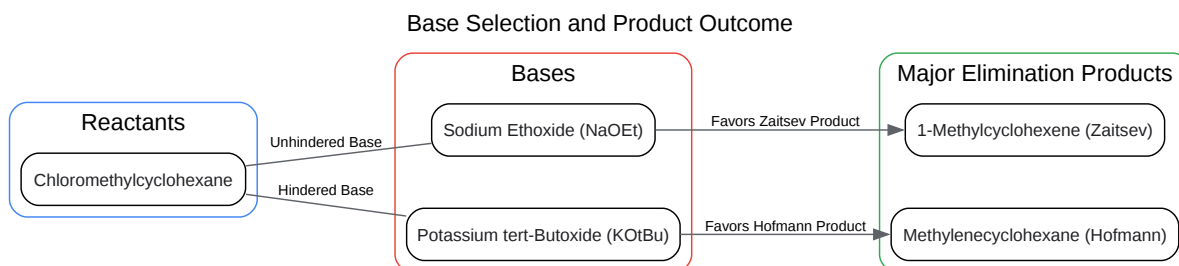 Base Selection and Product Outcome
Reactants
Chloromethylcyclohexane
Unhindered Base
Hindered Base
Bases
Sodium Ethoxide (NaOEt)
Potassium tert-Butoxide (KOtBu)
Favors Zaitsev Product
Favors Hofmann Product
Major Elimination Products
1-Methylcyclohexene (Zaitsev)
Methylenecyclohexane (Hofmann)